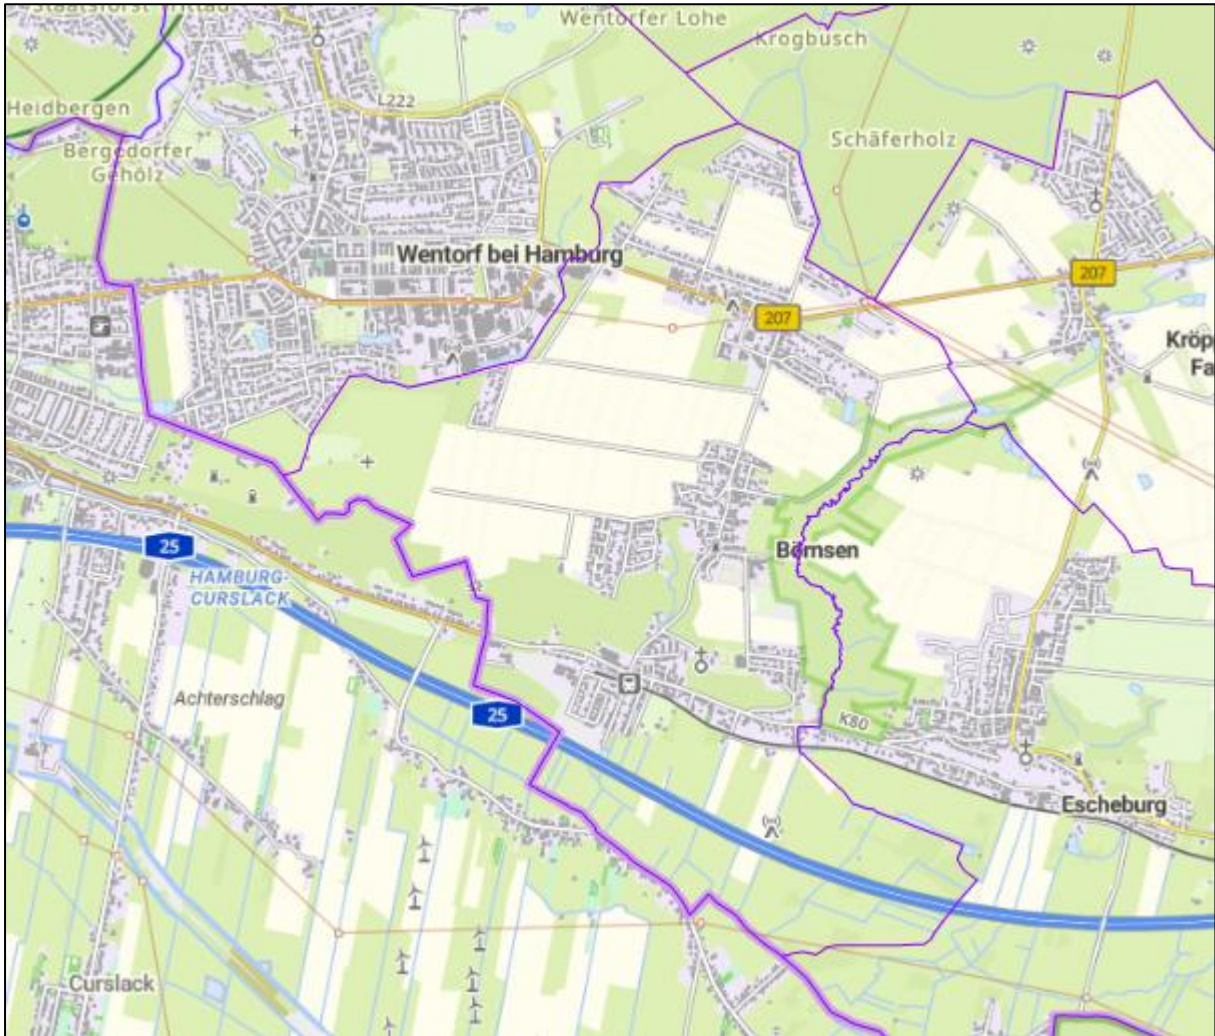 Wentorfer Lohe
Krogbusch
L222
Heidbergen
Schäferholz
Bergedorfer
Gehölz
Wentorf bei Hamburg
207
207
Kröpp
Fa
25
HAMBURG-
CURSLACK
Börnsen
Achterschlag
25
K80
Escheburg
Curslack